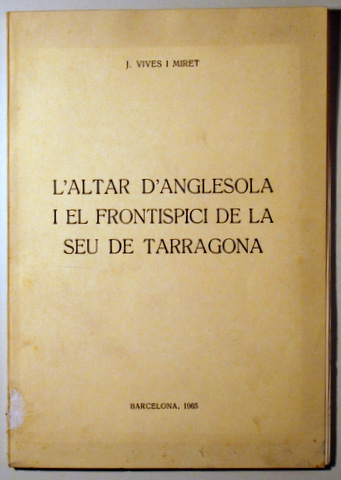 J. VIVES I MIRET
L'ALTAR D'ANGLESOLA
I EL FRONTISPICI DE LA
SEU DE TARRAGONA
BARCELONA, 1965